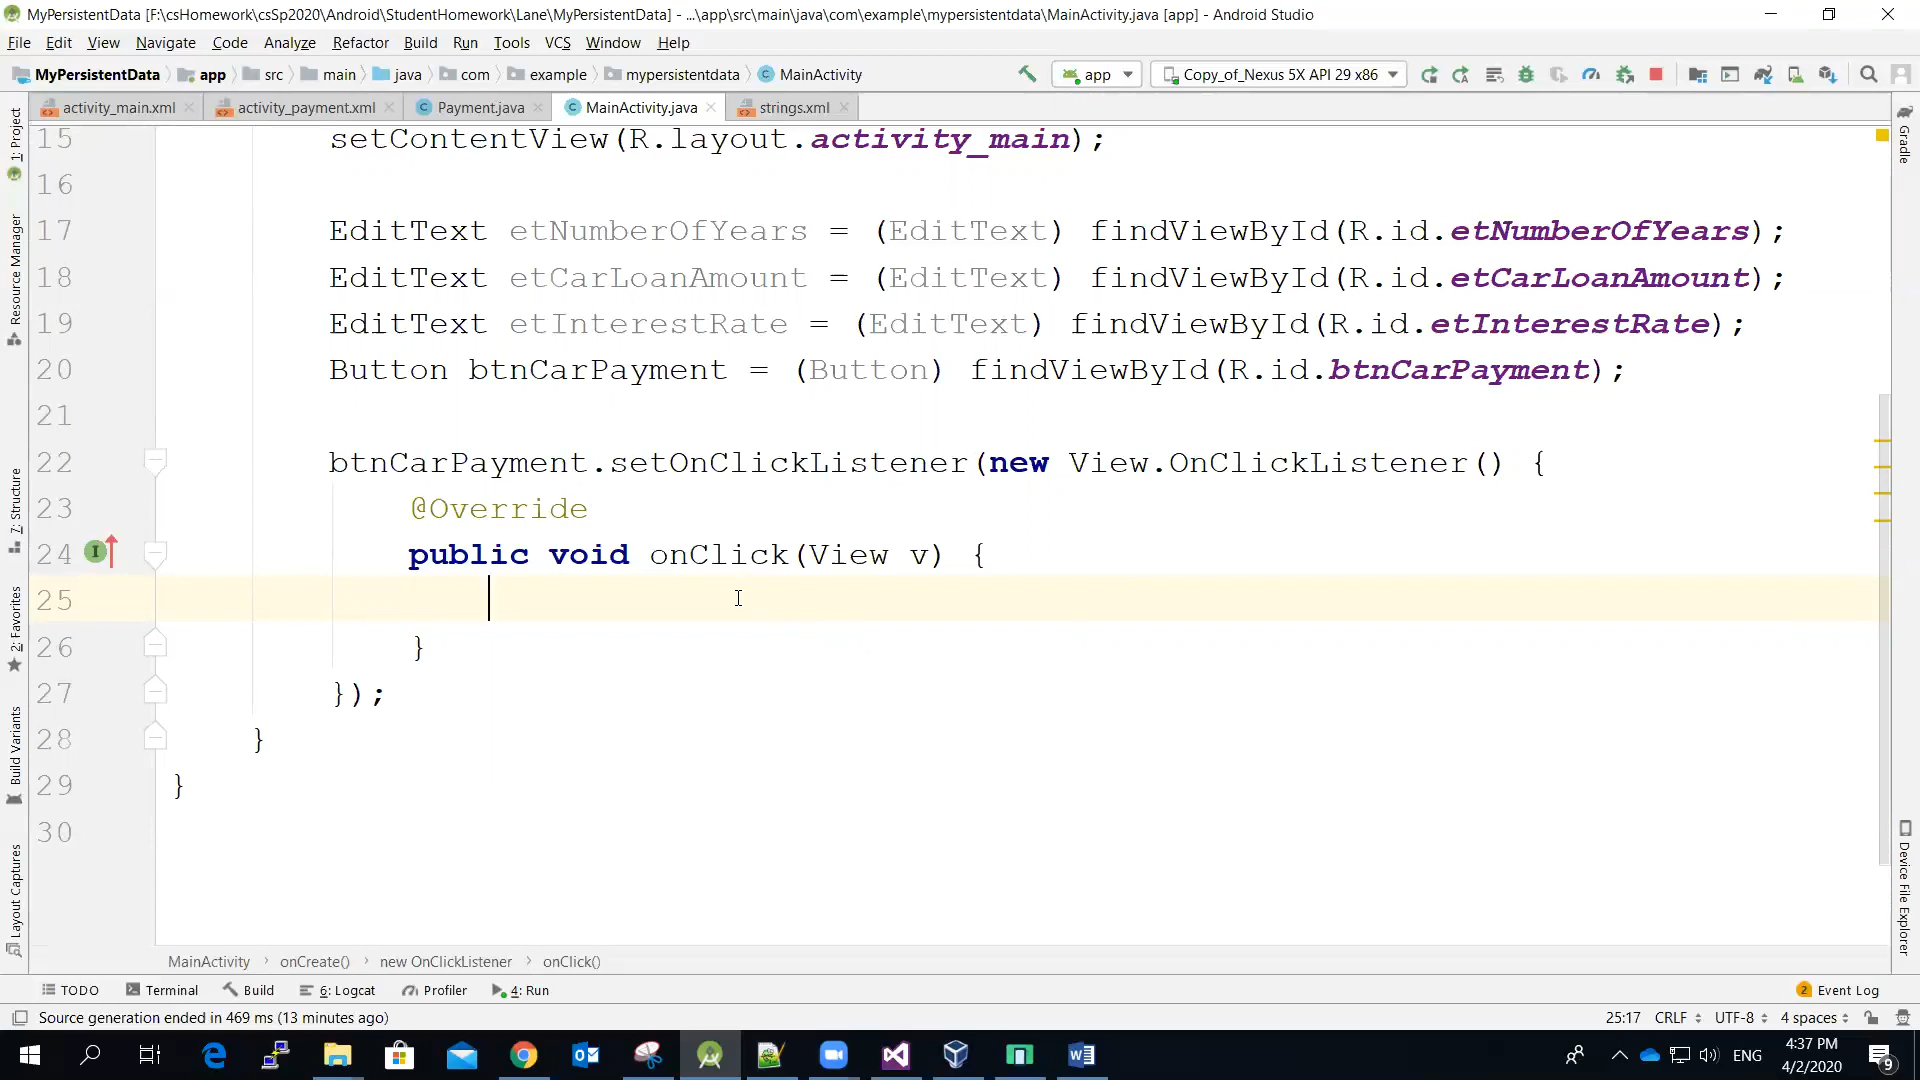 MyPersistentData [F:\csHomework\csSp2020\Android\StudentHomework\Lane\MyPersistentData] - ...\app\src\main\java\com\example\mypersistentdata\MainActivity.java [app] - Android Studio
File Edit View Navigate Code Analyze Refactor Build Run Tools VCS Window Help
MyPersistentData app src main java com example mypersistentdata MainActivity app Copy_of_Nexus 5X API 29 x86
activity_main.xml activity_payment.xml Payment.java MainActivity.java strings.xml
1: Project
Resource Manager
7: Structure
2: Favorites
Build Variants
Layout Captures
15 setContentView(R.layout.activity_main);
16
17 EditText etNumberOfYears = (EditText) findViewById(R.id.etNumberOfYears);
18 EditText etCarLoanAmount = (EditText) findViewById(R.id.etCarLoanAmount);
19 EditText etInterestRate = (EditText) findViewById(R.id.etInterestRate);
20 Button btnCarPayment = (Button) findViewById(R.id.btnCarPayment);
21
22 btnCarPayment.setOnClickListener(new View.OnClickListener() {
23 @Override
24 public void onClick(View v) {
25
26 }
27 });
28 }
29 }
30
Gradle
Device File Explorer
MainActivity › onCreate() › new OnClickListener › onClick()
TODO Terminal Build 6: Logcat Profiler 4: Run 2 Event Log
Source generation ended in 469 ms (13 minutes ago) 25:17 CRLF UTF-8 4 spaces
ENG 4:37 PM
4/2/2020 9